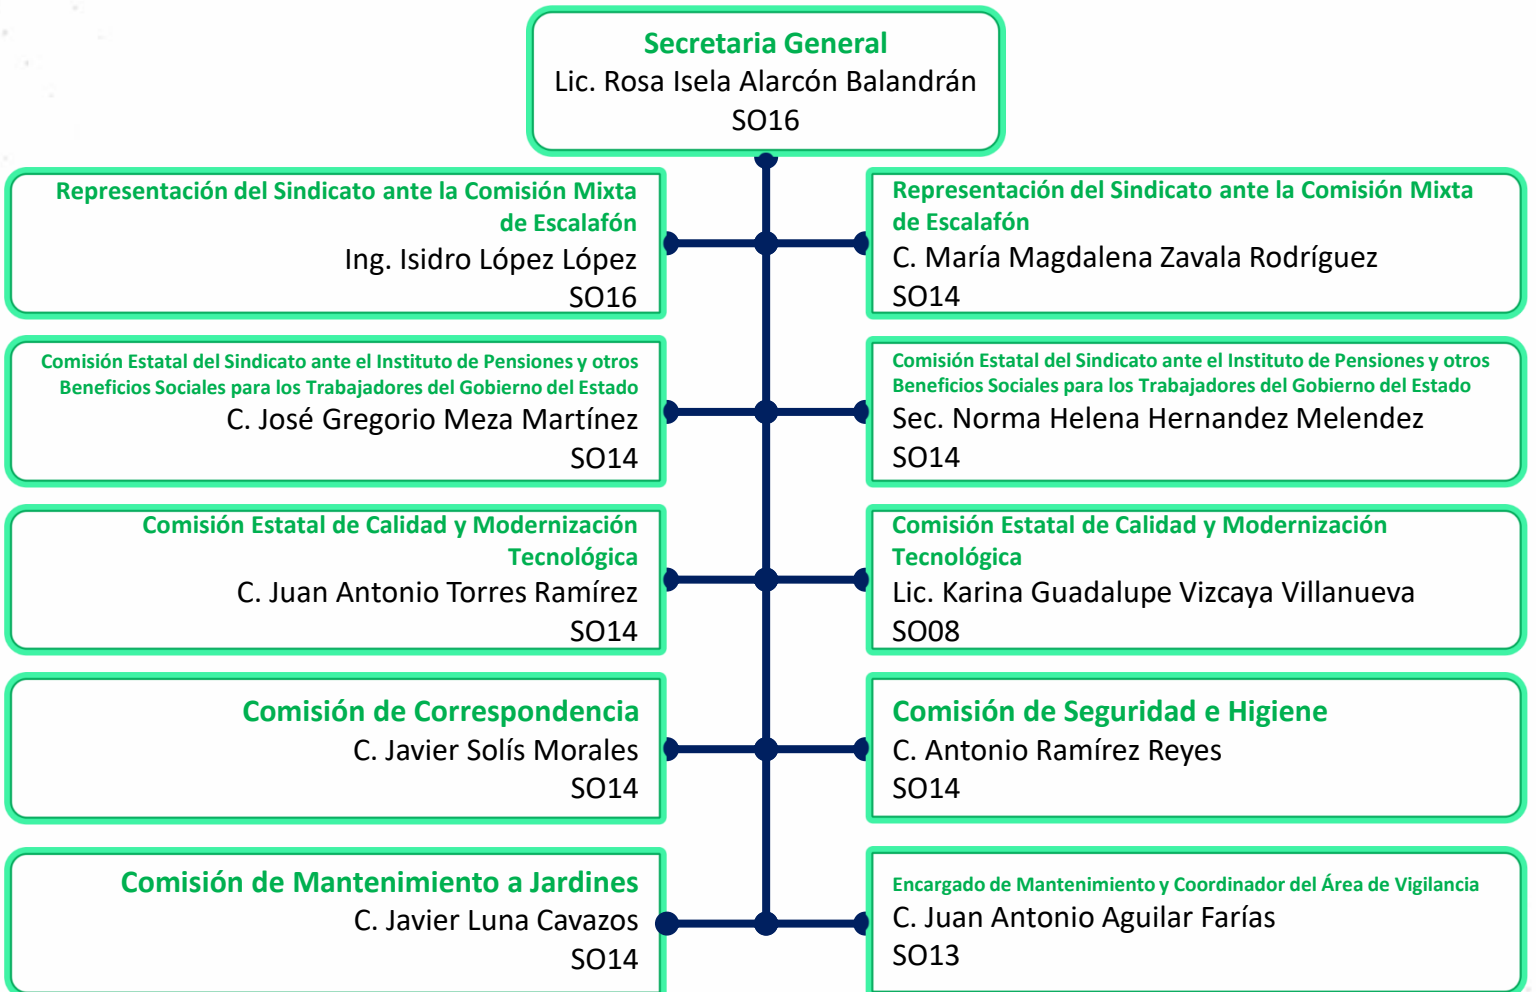 Secretaria General
Lic. Rosa Isela Alarcón Balandrán
SO16
Representación del Sindicato ante la Comisión Mixta
de Escalafón
Ing. Isidro López López
SO16
Representación del Sindicato ante la Comisión Mixta
de Escalafón
C. María Magdalena Zavala Rodríguez
SO14
Comisión Estatal del Sindicato ante el Instituto de Pensiones y otros
Beneficios Sociales para los Trabajadores del Gobierno del Estado
C. José Gregorio Meza Martínez
SO14
Comisión Estatal del Sindicato ante el Instituto de Pensiones y otros
Beneficios Sociales para los Trabajadores del Gobierno del Estado
Sec. Norma Helena Hernandez Melendez
SO14
Comisión Estatal de Calidad y Modernización
Tecnológica
C. Juan Antonio Torres Ramírez
SO14
Comisión Estatal de Calidad y Modernización
Tecnológica
Lic. Karina Guadalupe Vizcaya Villanueva
SO08
Comisión de Correspondencia
C. Javier Solís Morales
SO14
Comisión de Seguridad e Higiene
C. Antonio Ramírez Reyes
SO14
Comisión de Mantenimiento a Jardines
C. Javier Luna Cavazos
SO14
Encargado de Mantenimiento y Coordinador del Área de Vigilancia
C. Juan Antonio Aguilar Farías
SO13